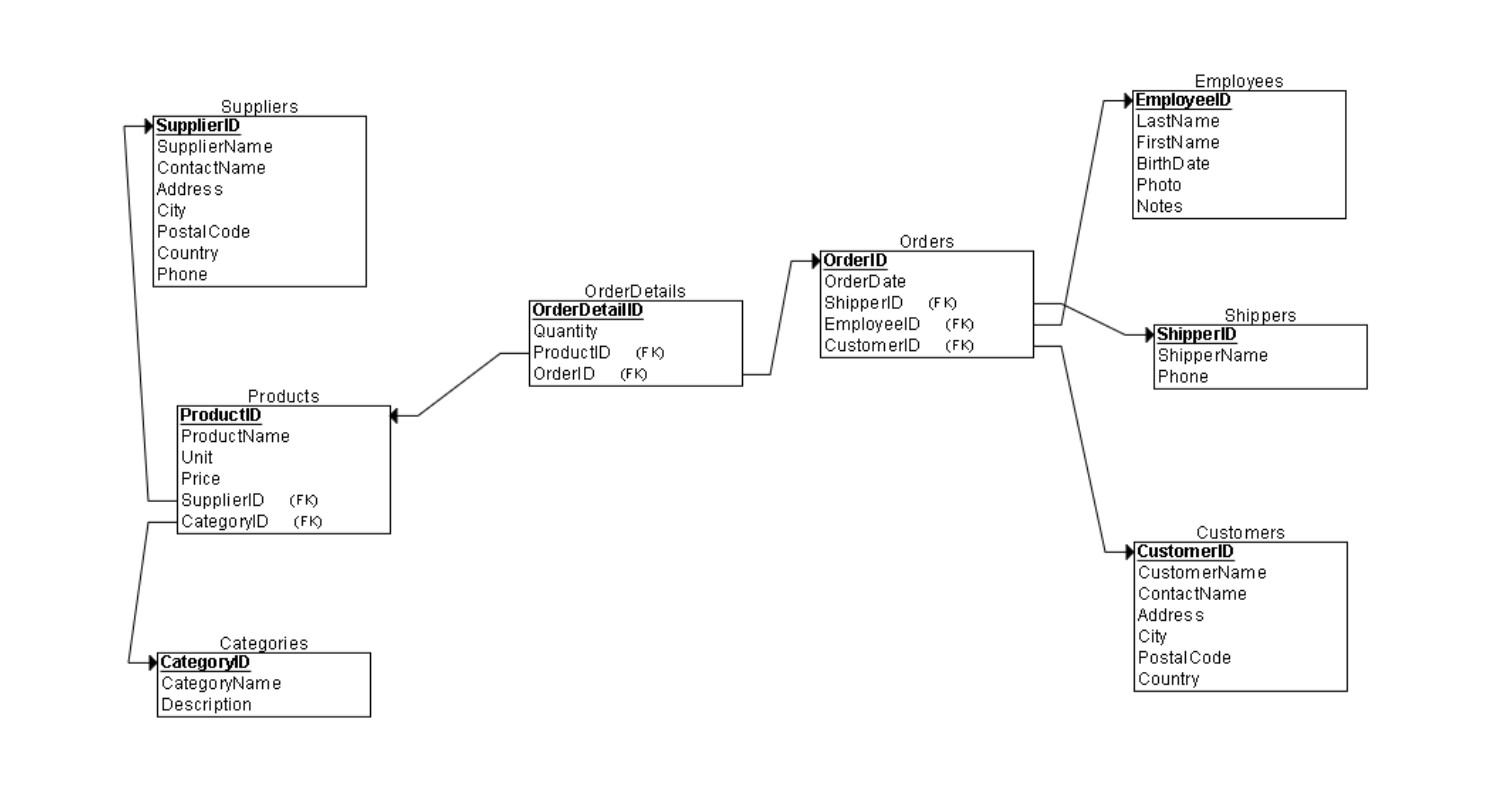 Suppliers
SupplierID
SupplierName
ContactName
Address
City
PostalCode
Country
Phone
Products
ProductID
ProductName
Unit
Price
SupplierID (FK)
CategoryID (FK)
Categories
CategoryID
CategoryName
Description
OrderDetails
OrderDetailID
Quantity
ProductID (FK)
OrderID (FK)
Orders
OrderID
OrderDate
ShipperID (FK)
EmployeeID (FK)
CustomerID (FK)
Employees
EmployeeID
LastName
FirstName
BirthDate
Photo
Notes
Shippers
ShipperID
ShipperName
Phone
Customers
CustomerID
CustomerName
ContactName
Address
City
PostalCode
Country